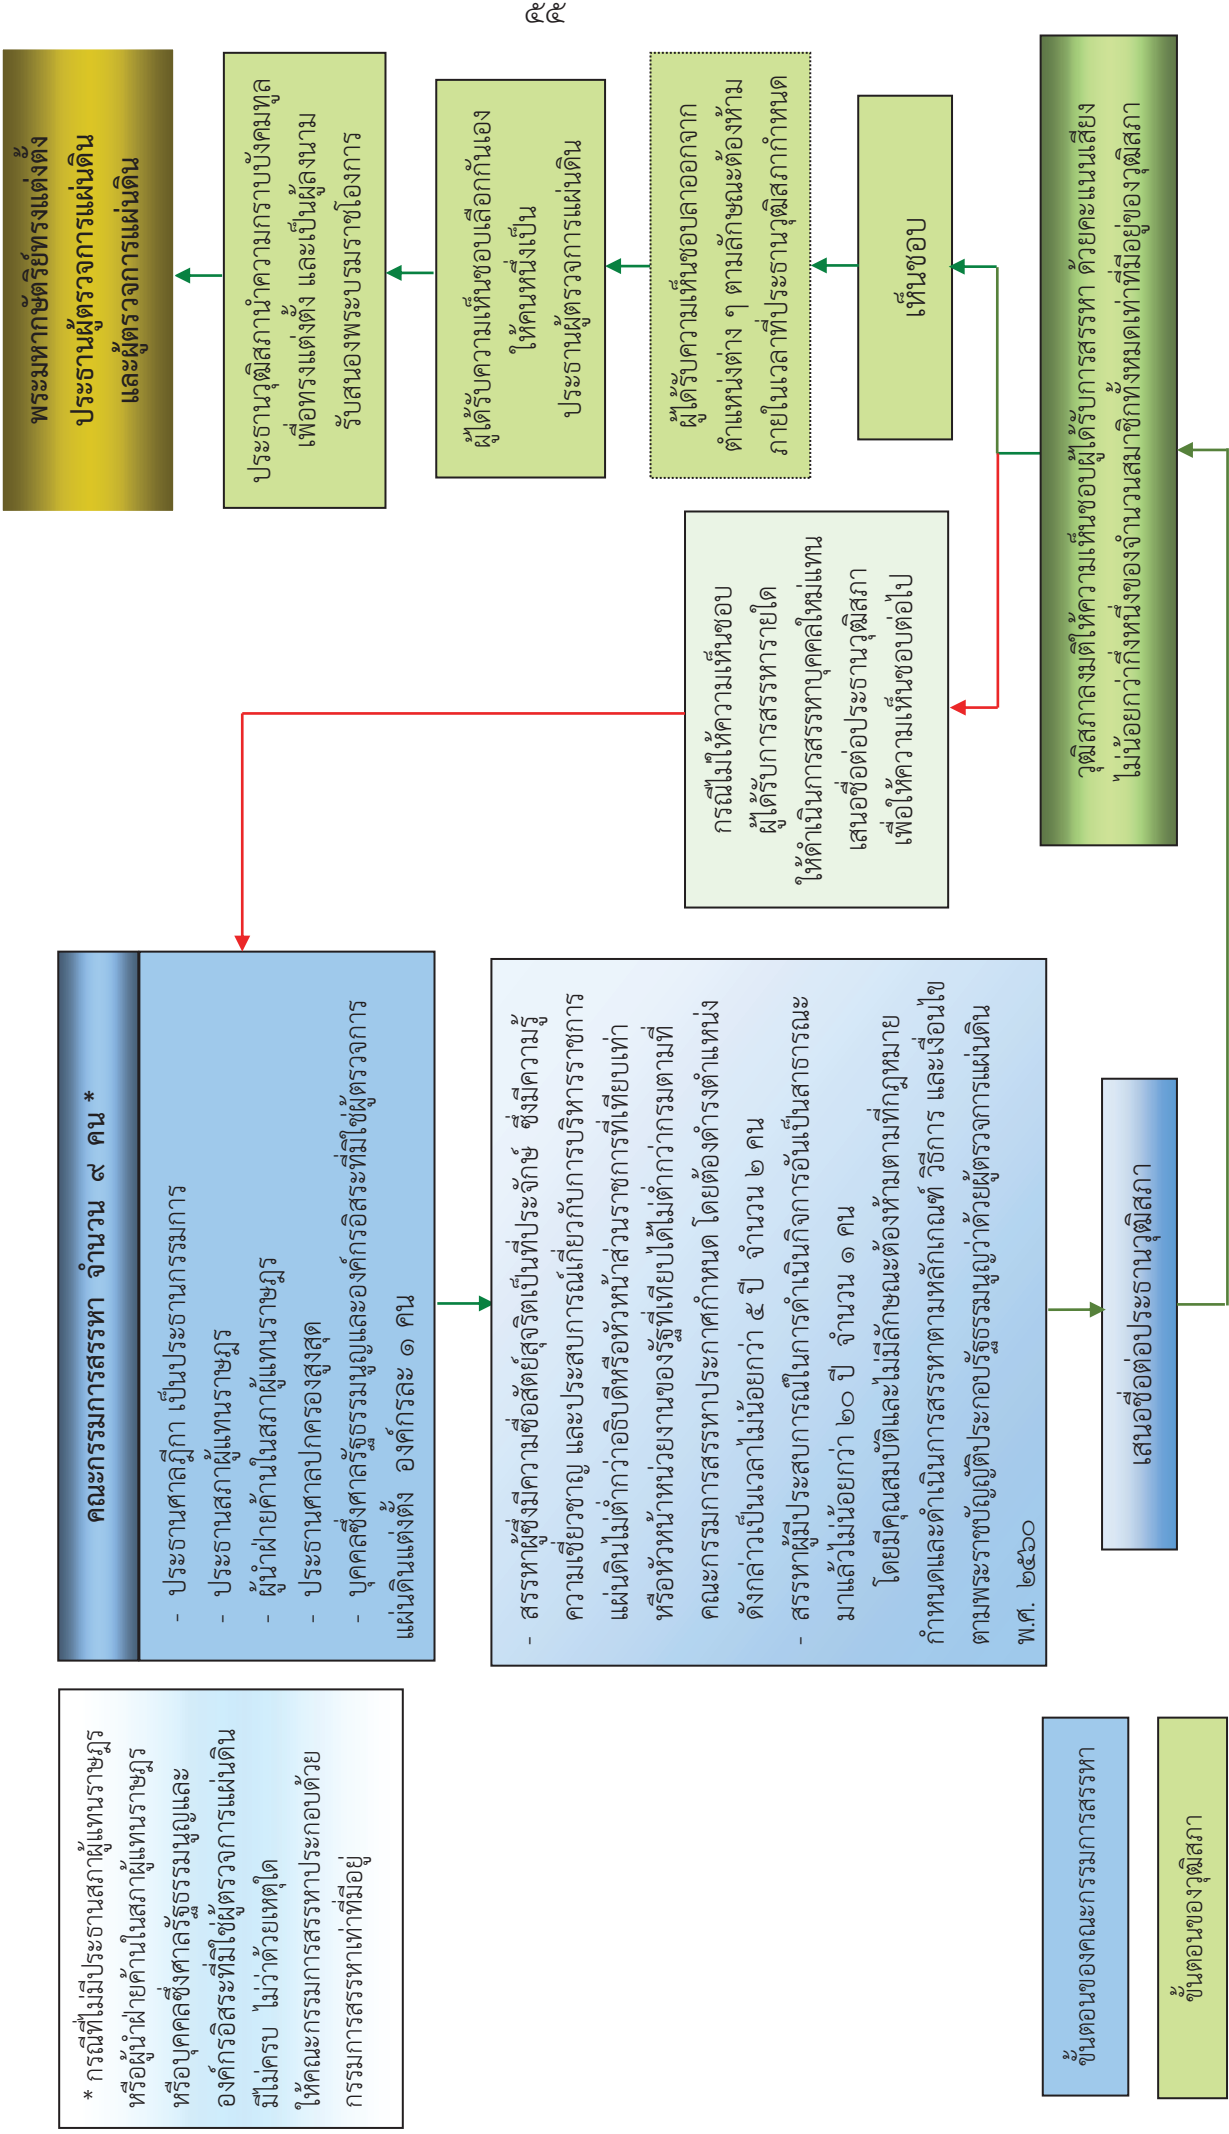 ๕๕
คณะกรรมการสรรหา จำนวน ๙ คน *
- ประธานศาลฎีกา เป็นประธานกรรมการ
- ประธานสภาผู้แทนราษฎร
- ผู้นำฝ่ายค้านในสภาผู้แทนราษฎร
- ประธานศาลปกครองสูงสุด
- บุคคลซึ่งศาลรัฐธรรมนูญและองค์กรอิสระที่มิใช่ผู้ตรวจการ
แผ่นดินแต่งตั้ง องค์กรละ ๑ คน
* กรณีที่ไม่มีประธานสภาผู้แทนราษฎร
หรือผู้นำฝ่ายค้านในสภาผู้แทนราษฎร
หรือบุคคลซึ่งศาลรัฐธรรมนูญและ
องค์กรอิสระที่มิใช่ผู้ตรวจการแผ่นดิน
มีไม่ครบ ไม่ว่าด้วยเหตุใด
ให้คณะกรรมการสรรหาประกอบด้วย
กรรมการสรรหาเท่าที่มีอยู่
- สรรหาผู้ซึ่งมีความซื่อสัตย์สุจริตเป็นที่ประจักษ์ ซึ่งมีความรู้
ความเชี่ยวชาญ และประสบการณ์เกี่ยวกับการบริหารราชการ
แผ่นดินไม่ต่ำกว่าอธิบดีหรือหัวหน้าส่วนราชการที่เทียบเท่า
หรือหัวหน้าหน่วยงานของรัฐที่เทียบได้ไม่ต่ำกว่ากรมตามที่
คณะกรรมการสรรหาประกาศกำหนด โดยต้องดำรงตำแหน่ง
ดังกล่าวเป็นเวลาไม่น้อยกว่า ๕ ปี จำนวน ๒ คน
- สรรหาผู้มีประสบการณ์ในการดำเนินกิจการอันเป็นสาธารณะ
มาแล้วไม่น้อยกว่า ๒๐ ปี จำนวน ๑ คน
โดยมีคุณสมบัติและไม่มีลักษณะต้องห้ามตามที่กฎหมาย
กำหนดและดำเนินการสรรหาตามหลักเกณฑ์ วิธีการ และเงื่อนไข
ตามพระราชบัญญัติประกอบรัฐธรรมนูญว่าด้วยผู้ตรวจการแผ่นดิน
พ.ศ. ๒๕๖๐
เสนอชื่อต่อประธานวุฒิสภา
วุฒิสภาลงมติให้ความเห็นชอบผู้ได้รับการสรรหา ด้วยคะแนนเสียง
ไม่น้อยกว่ากึ่งหนึ่งของจำนวนสมาชิกทั้งหมดเท่าที่มีอยู่ของวุฒิสภา
กรณีไม่ให้ความเห็นชอบ
ผู้ได้รับการสรรหารายใด
ให้ดำเนินการสรรหาบุคคลใหม่แทน
เสนอชื่อต่อประธานวุฒิสภา
เพื่อให้ความเห็นชอบต่อไป
เห็นชอบ
ผู้ได้รับความเห็นชอบลาออกจาก
ตำแหน่งต่าง ๆ ตามลักษณะต้องห้าม
ภายในเวลาที่ประธานวุฒิสภากำหนด
ผู้ได้รับความเห็นชอบเลือกกันเอง
ให้คนหนึ่งเป็น
ประธานผู้ตรวจการแผ่นดิน
ประธานวุฒิสภานำความกราบบังคมทูล
เพื่อทรงแต่งตั้ง และเป็นผู้ลงนาม
รับสนองพระบรมราชโองการ
พระมหากษัตริย์ทรงแต่งตั้ง
ประธานผู้ตรวจการแผ่นดิน
และผู้ตรวจการแผ่นดิน
ขั้นตอนของคณะกรรมการสรรหา
ขั้นตอนของวุฒิสภา